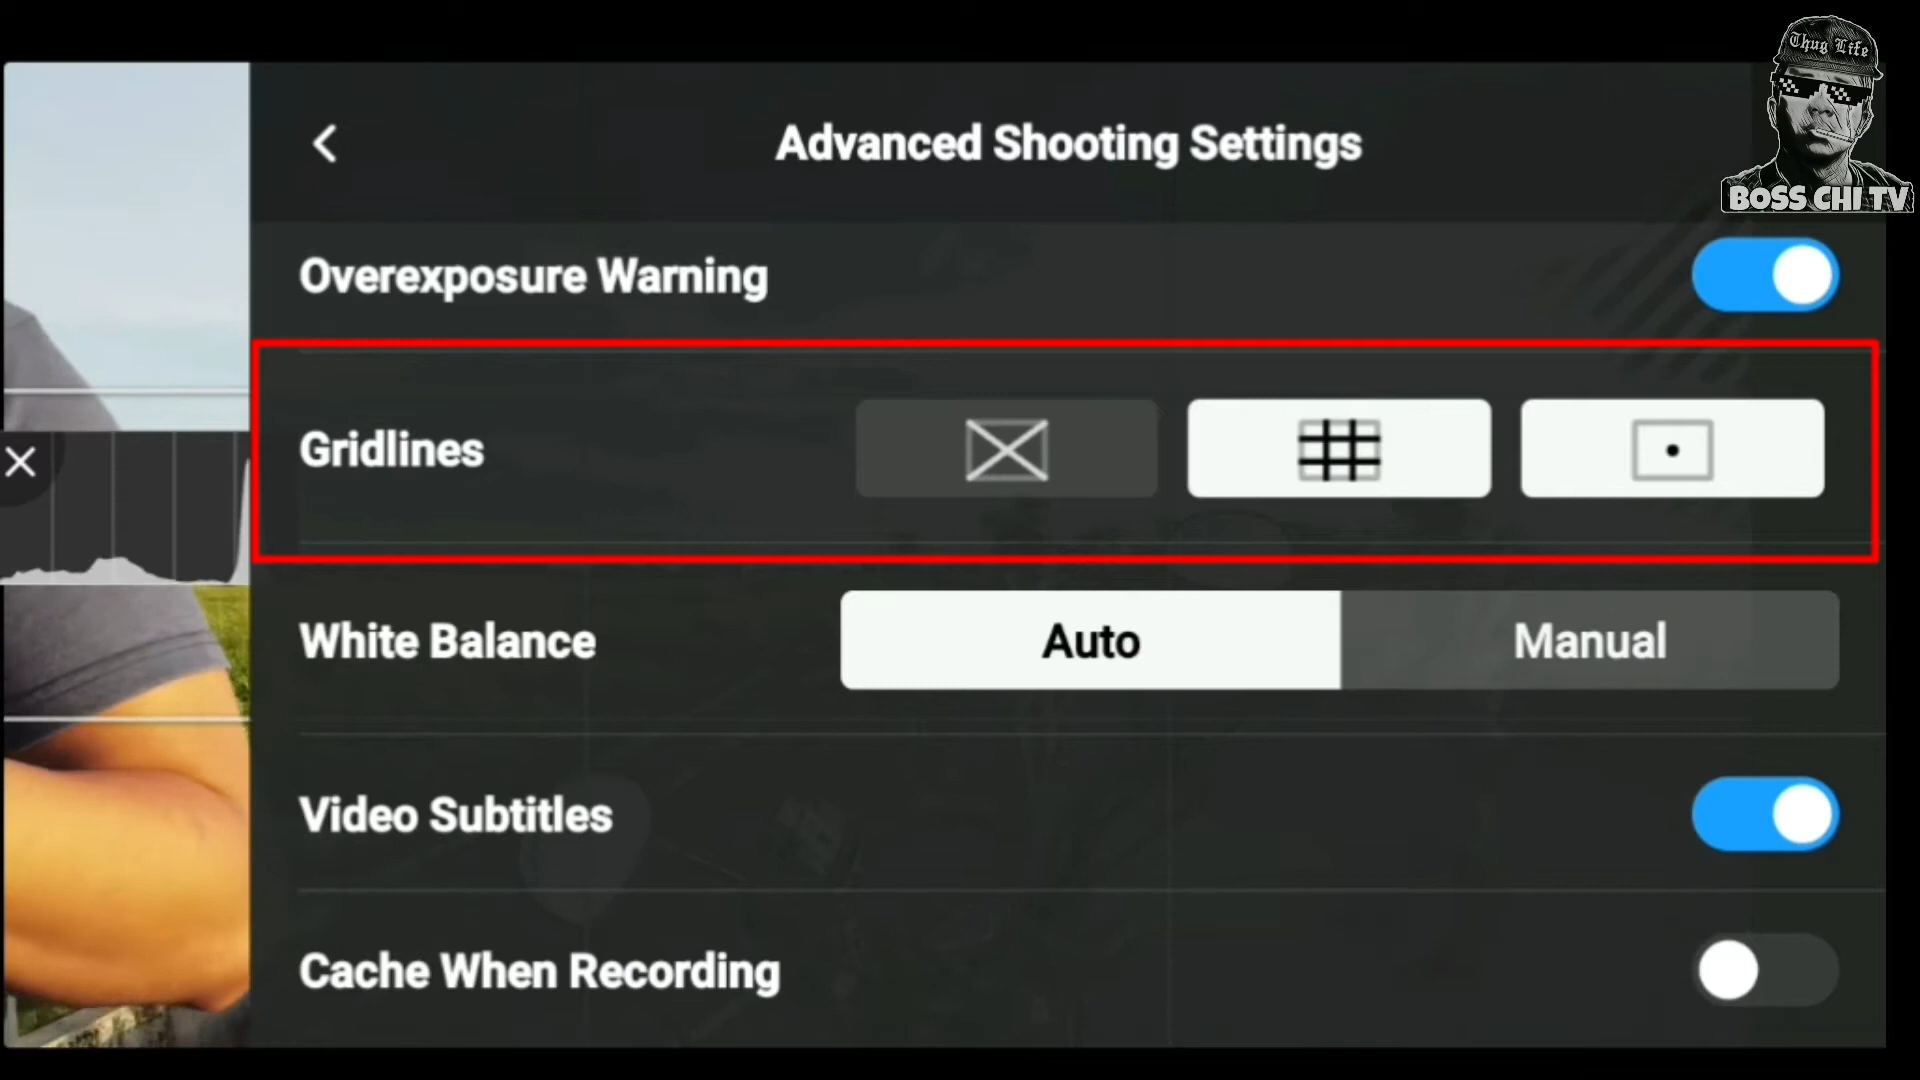 Thug Life
BOSS CHI TV
Advanced Shooting Settings
Overexposure Warning
Gridlines
White Balance
Auto
Manual
Video Subtitles
Cache When Recording